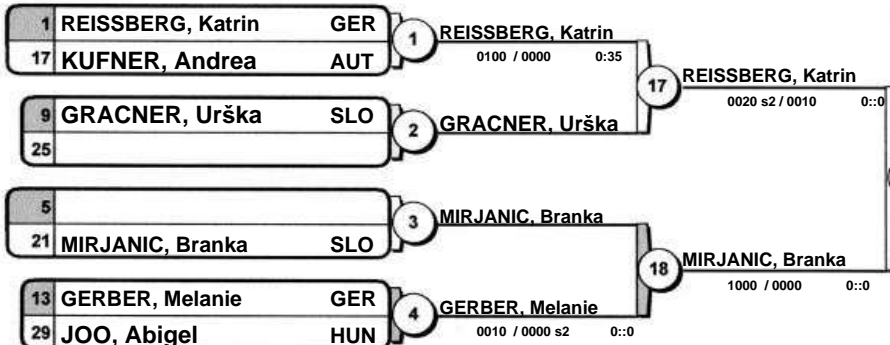 1 REISSBERG, Katrin GER
17 KUFNER, Andrea AUT
1
REISSBERG, Katrin
0100 / 0000 0:35
9 GRACNER, Urška SLO
25
2
GRACNER, Urška
17
REISSBERG, Katrin
0020 s2 / 0010 0::0
5
21 MIRJANIC, Branka SLO
3
MIRJANIC, Branka
13 GERBER, Melanie GER
29 JOO, Abigel HUN
4
GERBER, Melanie
0010 / 0000 s2 0::0
18
MIRJANIC, Branka
1000 / 0000 0::0